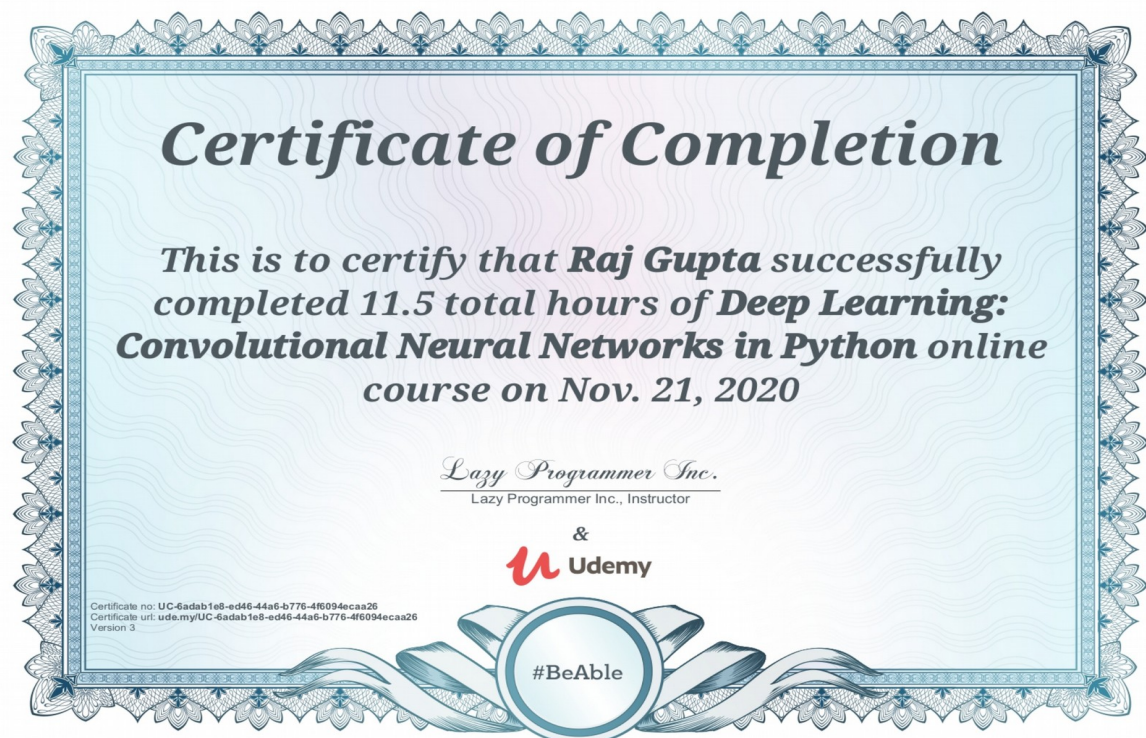 Certificate of Completion
This is to certify that Raj Gupta successfully
completed 11.5 total hours of Deep Learning:
Convolutional Neural Networks in Python online
course on Nov. 21, 2020
Lazy Programmer Inc.
Lazy Programmer Inc., Instructor
&
Udemy
Certificate no: UC-6adab1e8-ed46-44a6-b776-4f6094ecaa26
Certificate url: ude.my/UC-6adab1e8-ed46-44a6-b776-4f6094ecaa26
Version 3
#BeAble